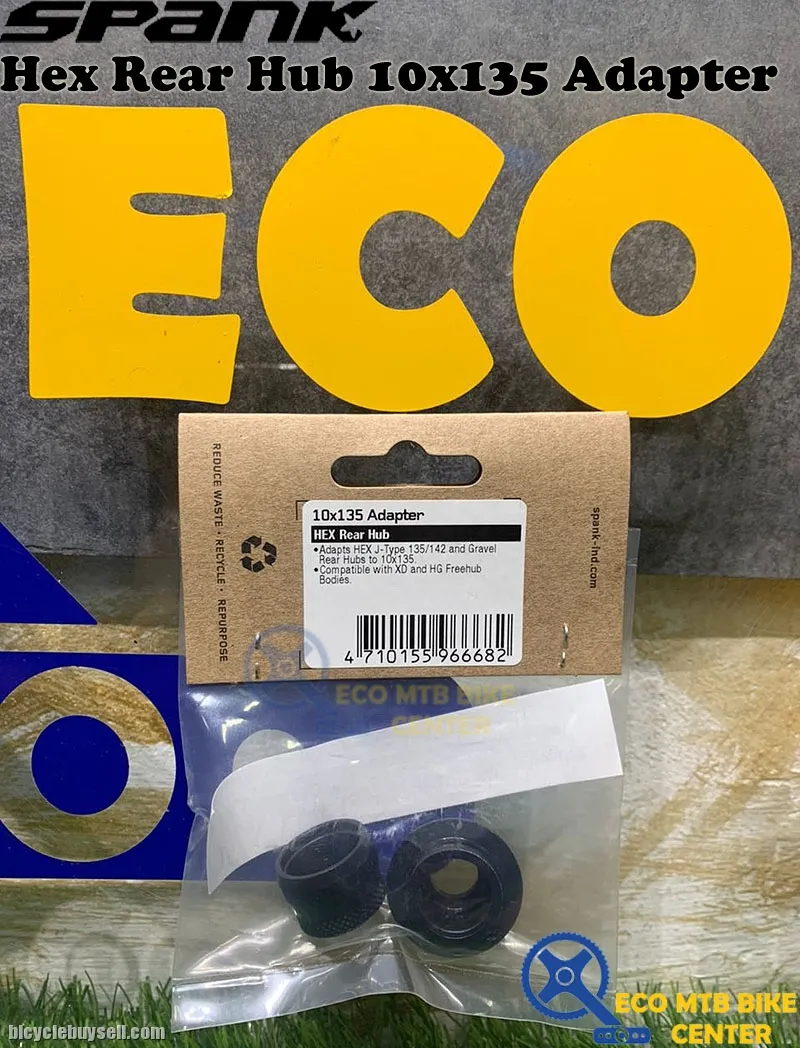 SPANK
Hex Rear Hub 10x135 Adapter
ECO
REDUCE WASTE • RECYCLE • REPURPOSE
10x135 Adapter
HEX Rear Hub
•Adapts HEX J-Type 135/142 and Gravel
Rear Hubs to 10x135.
•Compatible with XD and HG Freehub
Bodies.
4 710155 966682
spank-ind.com
ECO MTB BIKE
CENTER
ECO MTB BIKE
CENTER
bicyclebuysell.com